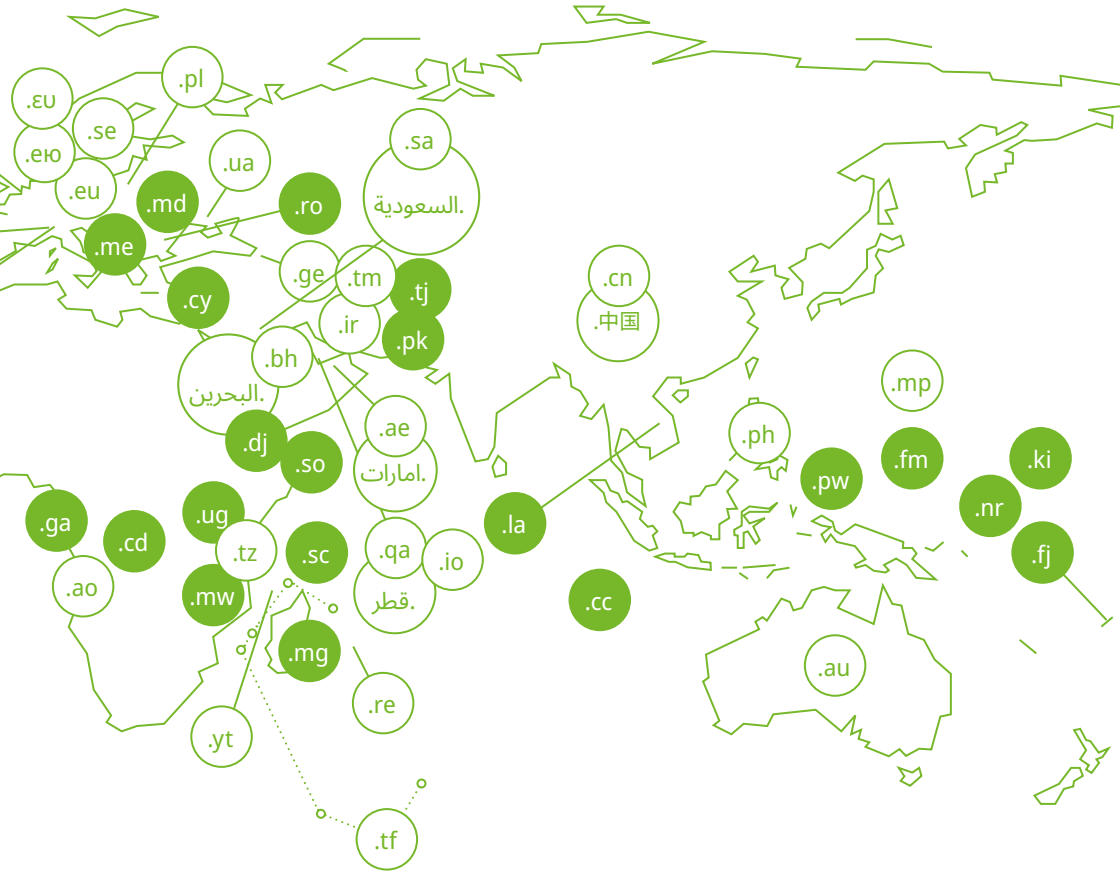 .pl
.ευ
.se
.sa
.ею
.ua
.eu
.md
.ro
.السعودية
.me
.ge
.tm
.tj
.cn
.cy
.ir
.中国
.pk
.bh
.mp
.البحرين
.ae
.ph
.dj
.so
.امارات
.pw
.fm
.ki
.ga
.ug
.cd
.la
.nr
.tz
.sc
.qa
.io
.fj
.ao
.mw
.قطر
.cc
.mg
.au
.re
.yt
.tf